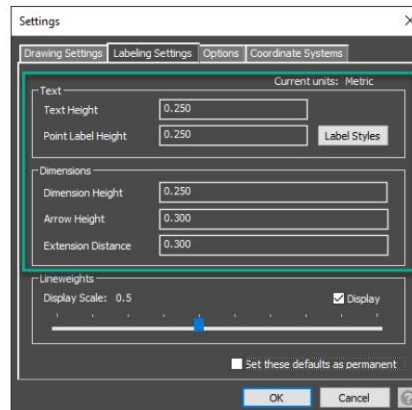 Settings
Drawing Settings Labeling Settings Options Coordinate Systems
Current units: Metric
Text
Text Height 0.250
Point Label Height 0.250 Label Styles
Dimensions
Dimension Height 0.250
Arrow Height 0.300
Extension Distance 0.300
Lineweights
Display Scale: 0.5 Display
Set these defaults as permanent
OK Cancel ?